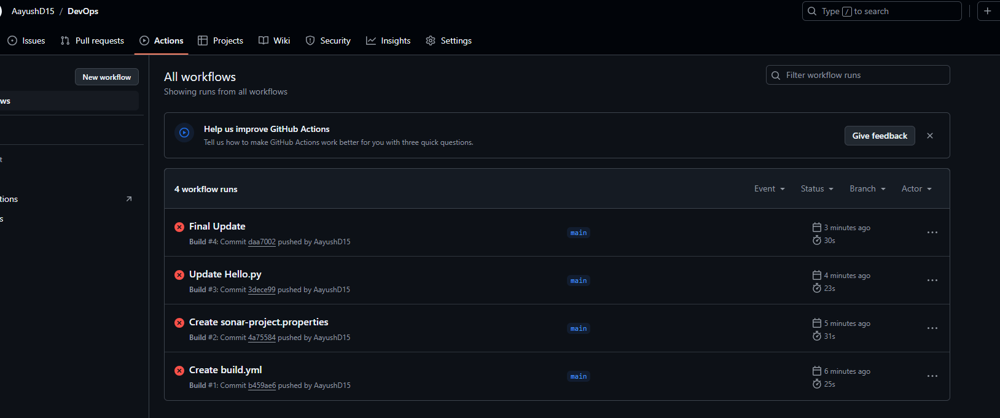 AayushD15 / DevOps
Type / to search
Issues
Pull requests
Actions
Projects
Wiki
Security
Insights
Settings
New workflow
ws
t
tions
s
All workflows
Showing runs from all workflows
Filter workflow runs
Help us improve GitHub Actions
Tell us how to make GitHub Actions work better for you with three quick questions.
Give feedback
4 workflow runs
Event
Status
Branch
Actor
Final Update
Build #4: Commit daa7002 pushed by AayushD15
main
3 minutes ago
30s
Update Hello.py
Build #3: Commit 3dece99 pushed by AayushD15
main
4 minutes ago
23s
Create sonar-project.properties
Build #2: Commit 4a75584 pushed by AayushD15
main
5 minutes ago
31s
Create build.yml
Build #1: Commit b459ae6 pushed by AayushD15
main
6 minutes ago
25s